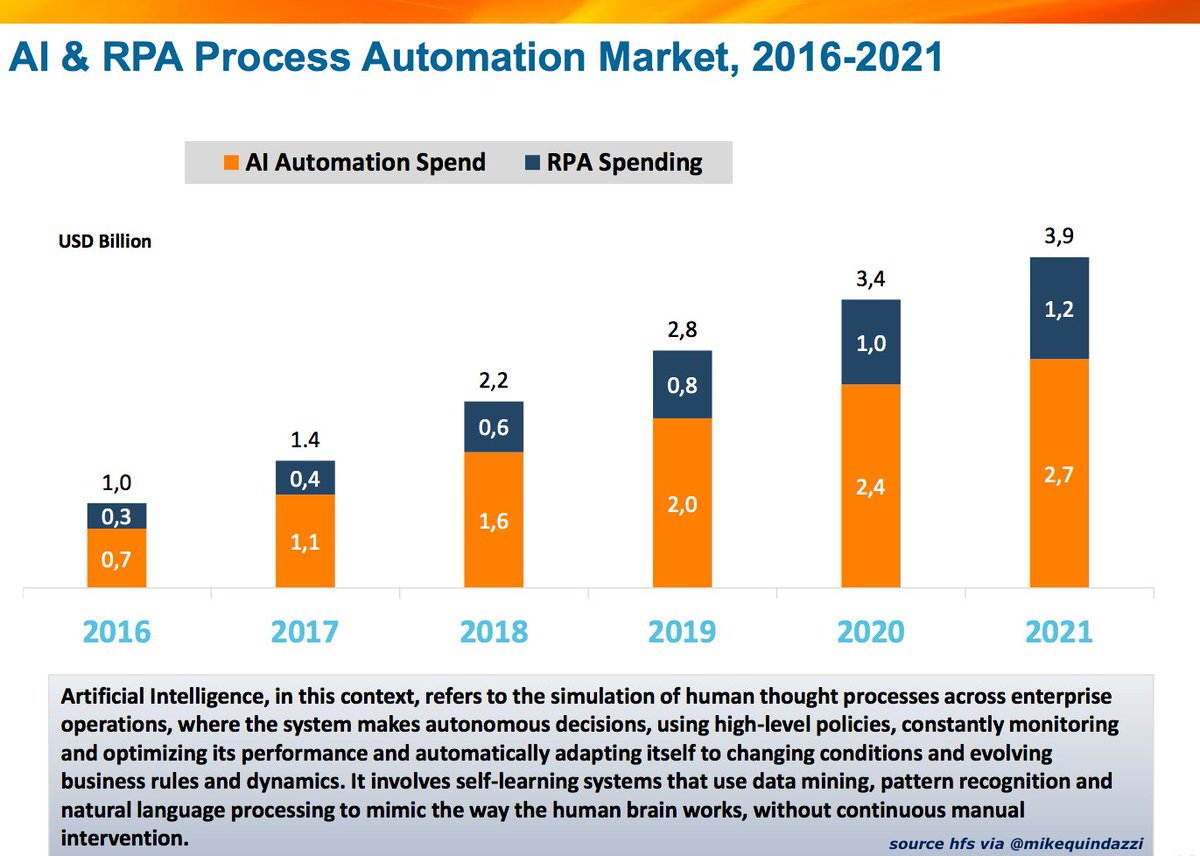 AI & RPA Process Automation Market, 2016-2021
AI Automation Spend RPA Spending
USD Billion
1,0
0,3
0,7
1.4
0,4
1,1
2,2
0,6
1,6
2,8
0,8
2,0
3,4
1,0
2,4
3,9
1,2
2,7
2016 2017 2018 2019 2020 2021
Artificial Intelligence, in this context, refers to the simulation of human thought processes across enterprise
operations, where the system makes autonomous decisions, using high-level policies, constantly monitoring
and optimizing its performance and automatically adapting itself to changing conditions and evolving
business rules and dynamics. It involves self-learning systems that use data mining, pattern recognition and
natural language processing to mimic the way the human brain works, without continuous manual
intervention.
source hfs via @mikequindazzi